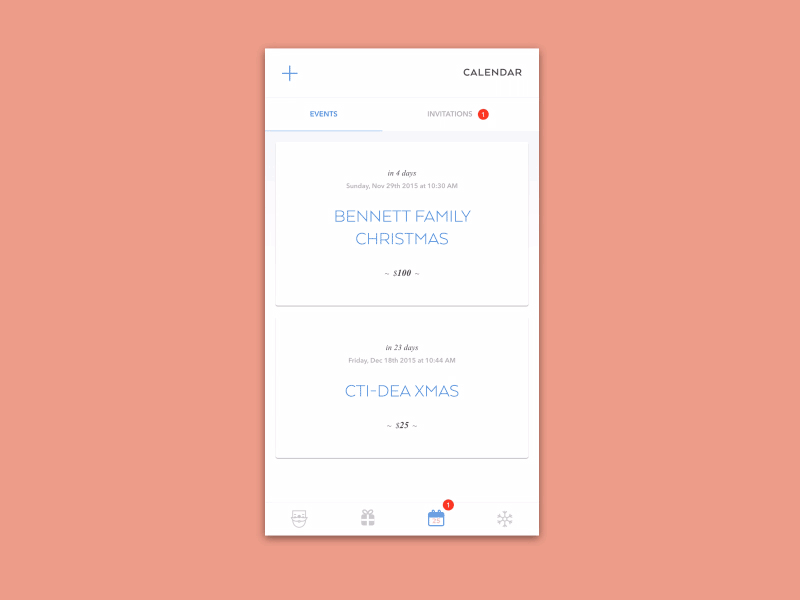 CALENDAR
EVENTS
INVITATIONS 1
in 4 days
Sunday, Nov 29th 2015 at 10:30 AM
BENNETT FAMILY
CHRISTMAS
~ $100 ~
in 23 days
Friday, Dec 18th 2015 at 10:44 AM
CTI-DEA XMAS
~ $25 ~
1
25